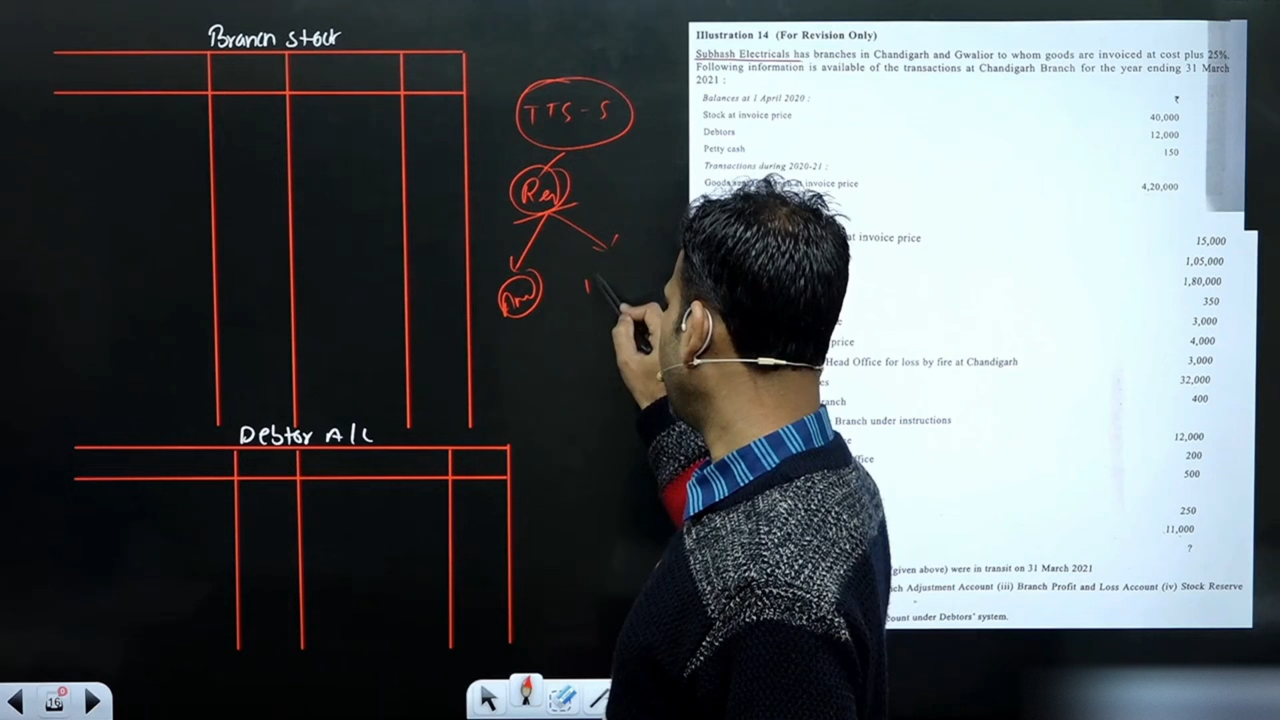 Branch Stock
TTS-S
Rev
Debtor A/C
Illustration 14 (For Revision Only)
Subhash Electricals has branches in Chandigarh and Gwalior to whom goods are invoiced at cost plus 25%.
Following information is available of the transactions at Chandigarh Branch for the year ending 31 March
2021 :
Balances at 1 April 2020 : ₹
Stock at invoice price 40,000
Debtors 12,000
Petty cash 150
Transactions during 2020-21 :
Goods at invoice price 4,20,000
at invoice price 15,000
1,05,000
1,80,000
350
3,000
price 4,000
Head Office for loss by fire at Chandigarh 3,000
32,000
400
Branch under instructions
12,000
200
500
250
11,000
?
(given above) were in transit on 31 March 2021
Adjustment Account (iii) Branch Profit and Loss Account (iv) Stock Reserve
under Debtors' system.
16